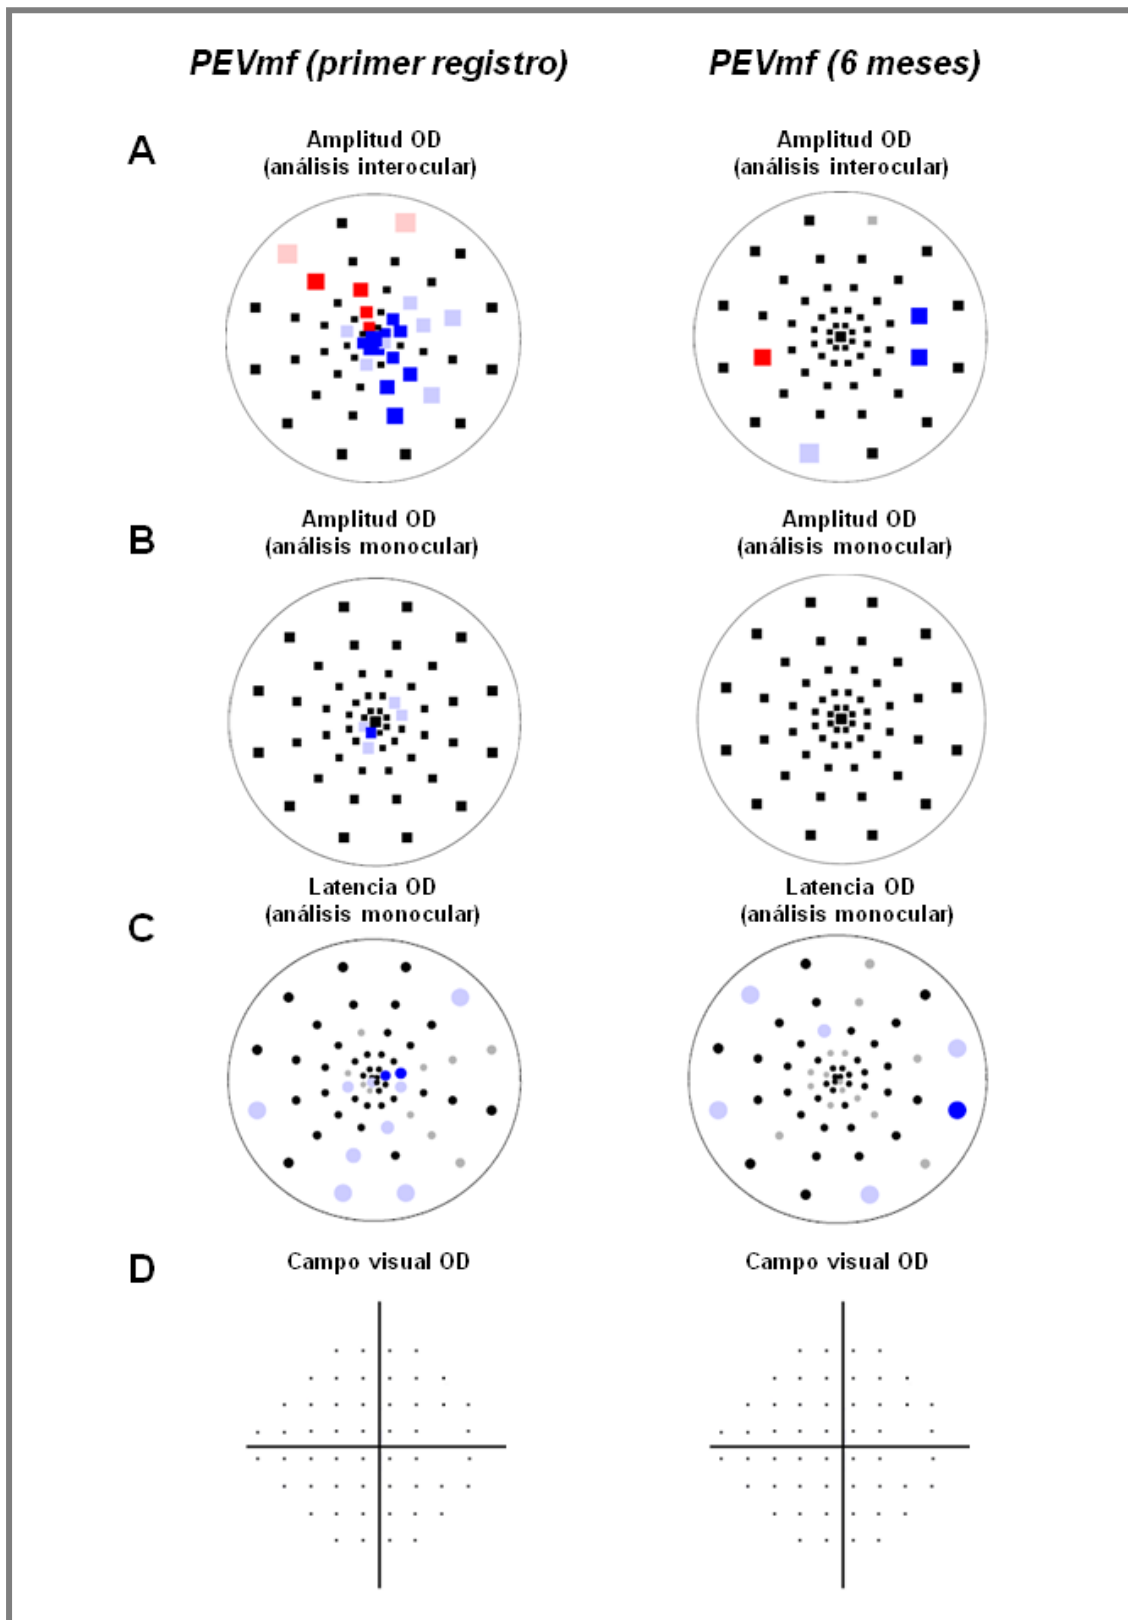 PEVmf (primer registro) PEVmf (6 meses)
A
Amplitud OD
(análisis interocular)
Amplitud OD
(análisis interocular)
B
Amplitud OD
(análisis monocular)
Amplitud OD
(análisis monocular)
C
Latencia OD
(análisis monocular)
Latencia OD
(análisis monocular)
D
Campo visual OD
Campo visual OD